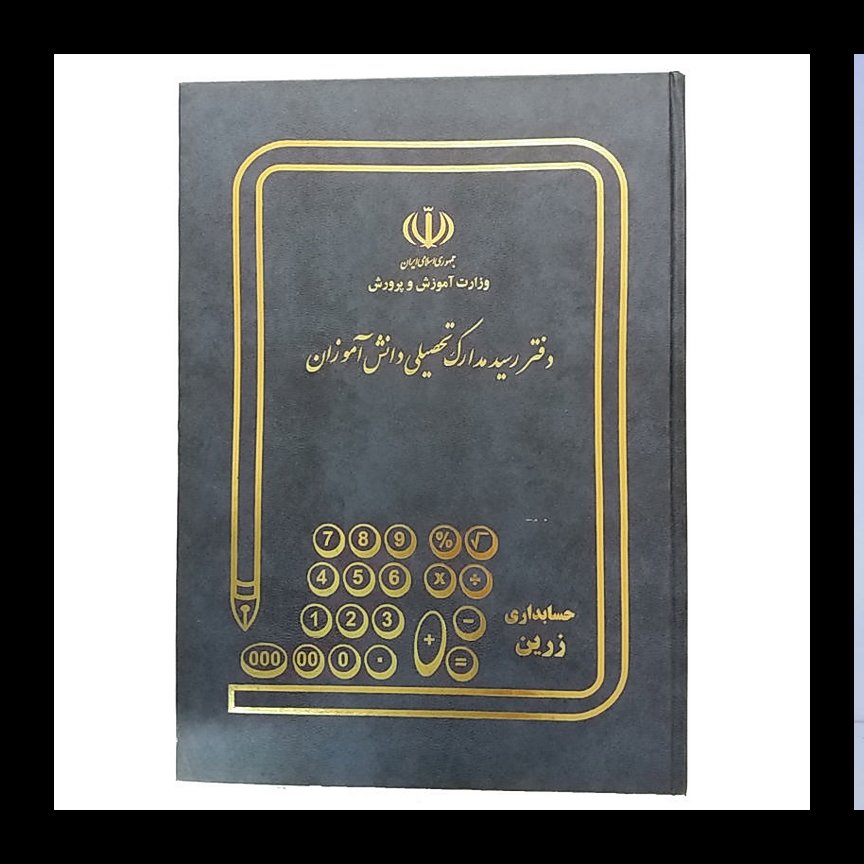 جمهوری اسلامی ایران
وزارت آموزش و پرورش
دفتر رسید مدارک تحصیلی دانش آموزان
7 8 9 % √
4 5 6 x ÷
1 2 3 + −
000 00 0 . =
حسابداری
زرین